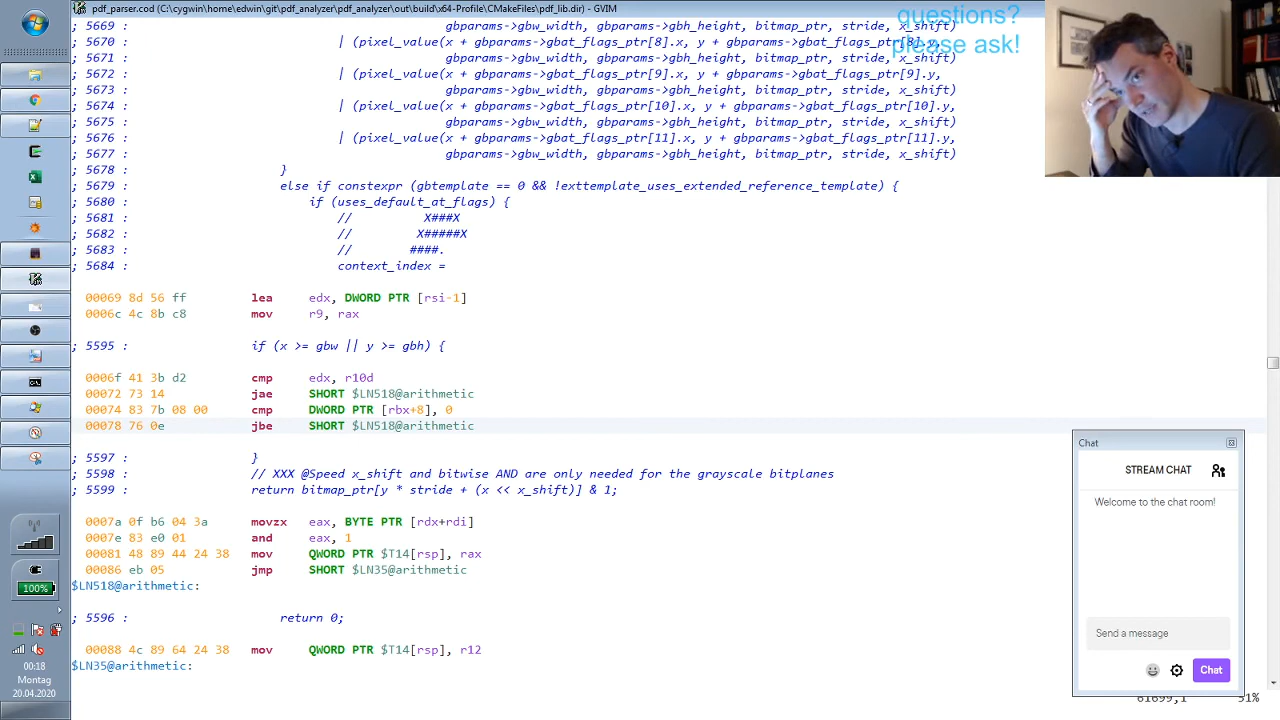 pdf_parser.cod (C:\cygwin\home\edwin\git\pdf_analyzer\pdf_analyzer\out\build\x64-Profile\CMakeFiles\pdf_lib.dir) - GVIM
questions?
please ask!
; 5669 : gbparams->gbw_width, gbparams->gbh_height, bitmap_ptr, stride, x_shift)
; 5670 : | (pixel_value(x + gbparams->gbat_flags_ptr[8].x, y + gbparams->gbat_flags_ptr[8].y,
; 5671 : gbparams->gbw_width, gbparams->gbh_height, bitmap_ptr, stride, x_shift)
; 5672 : | (pixel_value(x + gbparams->gbat_flags_ptr[9].x, y + gbparams->gbat_flags_ptr[9].y,
; 5673 : gbparams->gbw_width, gbparams->gbh_height, bitmap_ptr, stride, x_shift)
; 5674 : | (pixel_value(x + gbparams->gbat_flags_ptr[10].x, y + gbparams->gbat_flags_ptr[10].y,
; 5675 : gbparams->gbw_width, gbparams->gbh_height, bitmap_ptr, stride, x_shift)
; 5676 : | (pixel_value(x + gbparams->gbat_flags_ptr[11].x, y + gbparams->gbat_flags_ptr[11].y,
; 5677 : gbparams->gbw_width, gbparams->gbh_height, bitmap_ptr, stride, x_shift)
; 5678 : }
; 5679 : else if constexpr (gbtemplate == 0 && !exttemplate_uses_extended_reference_template) {
; 5680 : if (uses_default_at_flags) {
; 5681 : // X###X
; 5682 : // X#####X
; 5683 : // ####.
; 5684 : context_index =
00069 8d 56 ff lea edx, DWORD PTR [rsi-1]
0006c 4c 8b c8 mov r9, rax
; 5595 : if (x >= gbw || y >= gbh) {
0006f 41 3b d2 cmp edx, r10d
00072 73 14 jae SHORT $LN518@arithmetic
00074 83 7b 08 00 cmp DWORD PTR [rbx+8], 0
00078 76 0e jbe SHORT $LN518@arithmetic
; 5597 : }
; 5598 : // XXX @Speed x_shift and bitwise AND are only needed for the grayscale bitplanes
; 5599 : return bitmap_ptr[y * stride + (x << x_shift)] & 1;
0007a 0f b6 04 3a movzx eax, BYTE PTR [rdx+rdi]
0007e 83 e0 01 and eax, 1
00081 48 89 44 24 38 mov QWORD PTR $T14[rsp], rax
00086 eb 05 jmp SHORT $LN35@arithmetic
$LN518@arithmetic:
; 5596 : return 0;
00088 4c 89 64 24 38 mov QWORD PTR $T14[rsp], r12
$LN35@arithmetic:
81699,1 51%
Chat
STREAM CHAT
Welcome to the chat room!
Send a message
Chat
100%
00:18
Montag
20.04.2020